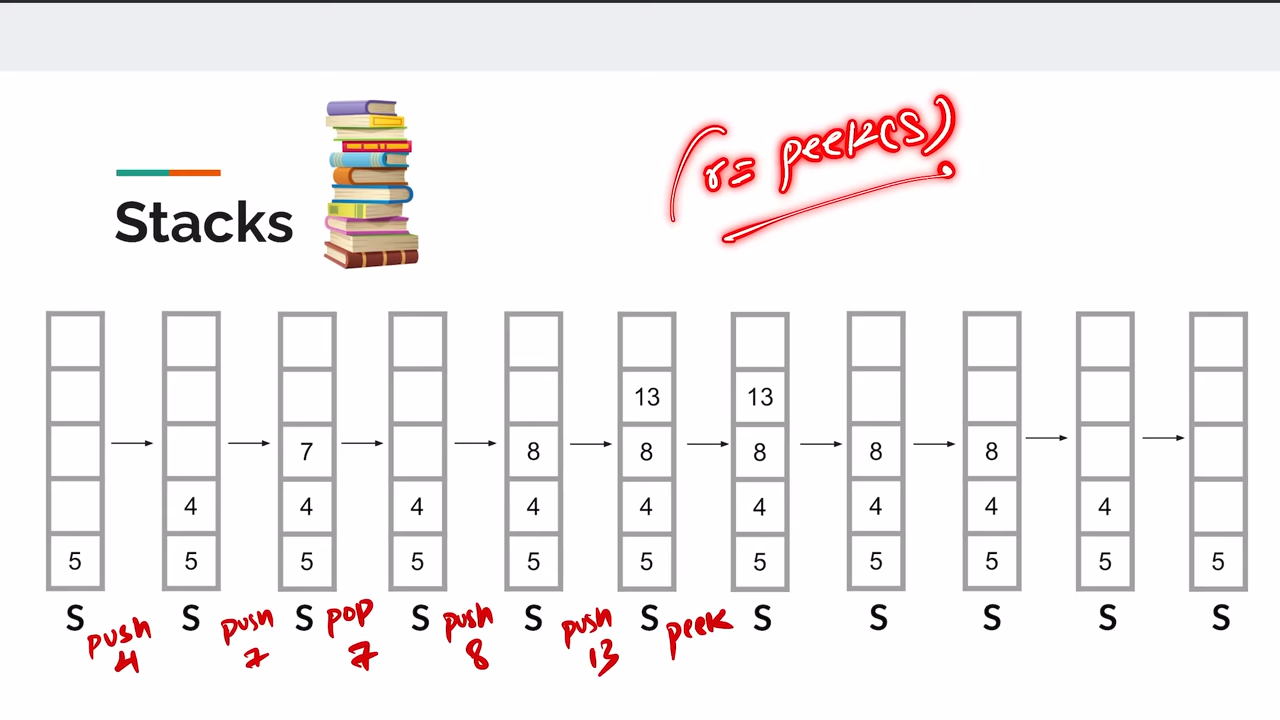 r = peek(S)
Stacks
13 13
7 8 8 8 8 8
4 4 4 4 4 4 4 4 4
5 5 5 5 5 5 5 5 5 5 5
S S S S S S S S S S S
push push pop push push peek
4 7 7 8 13